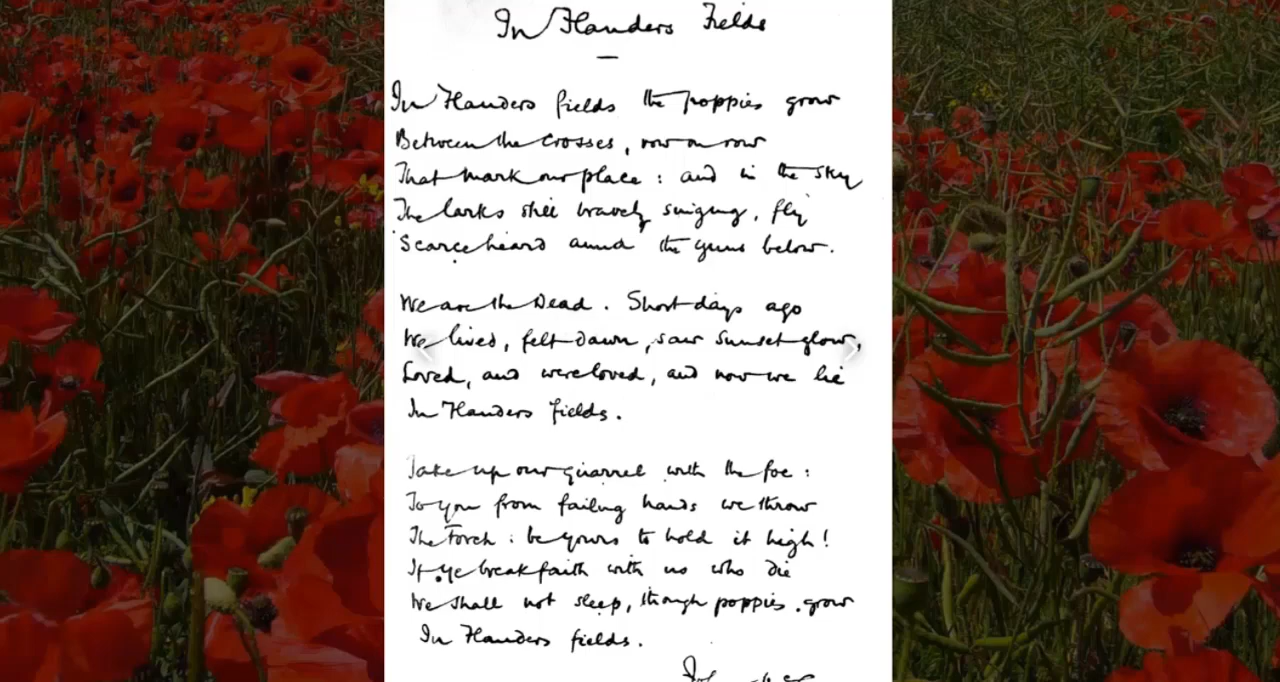 In Flanders Fields
In Flanders fields the poppies grow
Between the crosses, row on row
That mark our place : and in the sky
The larks still bravely singing, fly
Scarce heard amid the guns below.
We are the Dead. Short days ago
We lived, felt dawn, saw sunset glow,
Loved, and were loved, and now we lie
In Flanders fields.
Take up our quarrel with the foe :
To you from failing hands we throw
The Torch : be yours to hold it high!
If ye break faith with us who die
We shall not sleep, though poppies grow
In Flanders fields.